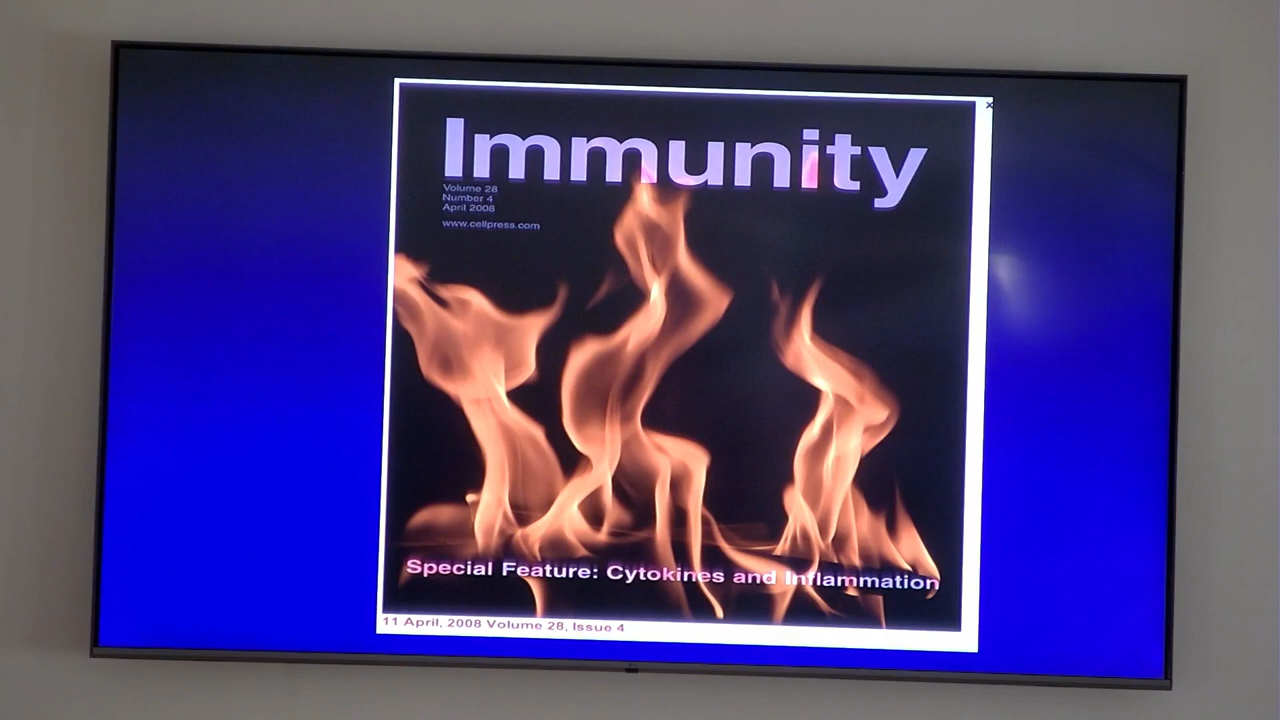 Immunity
Volume 28
Number 4
April 2008
www.cellpress.com
Special Feature: Cytokines and Inflammation
11 April, 2008 Volume 28, Issue 4